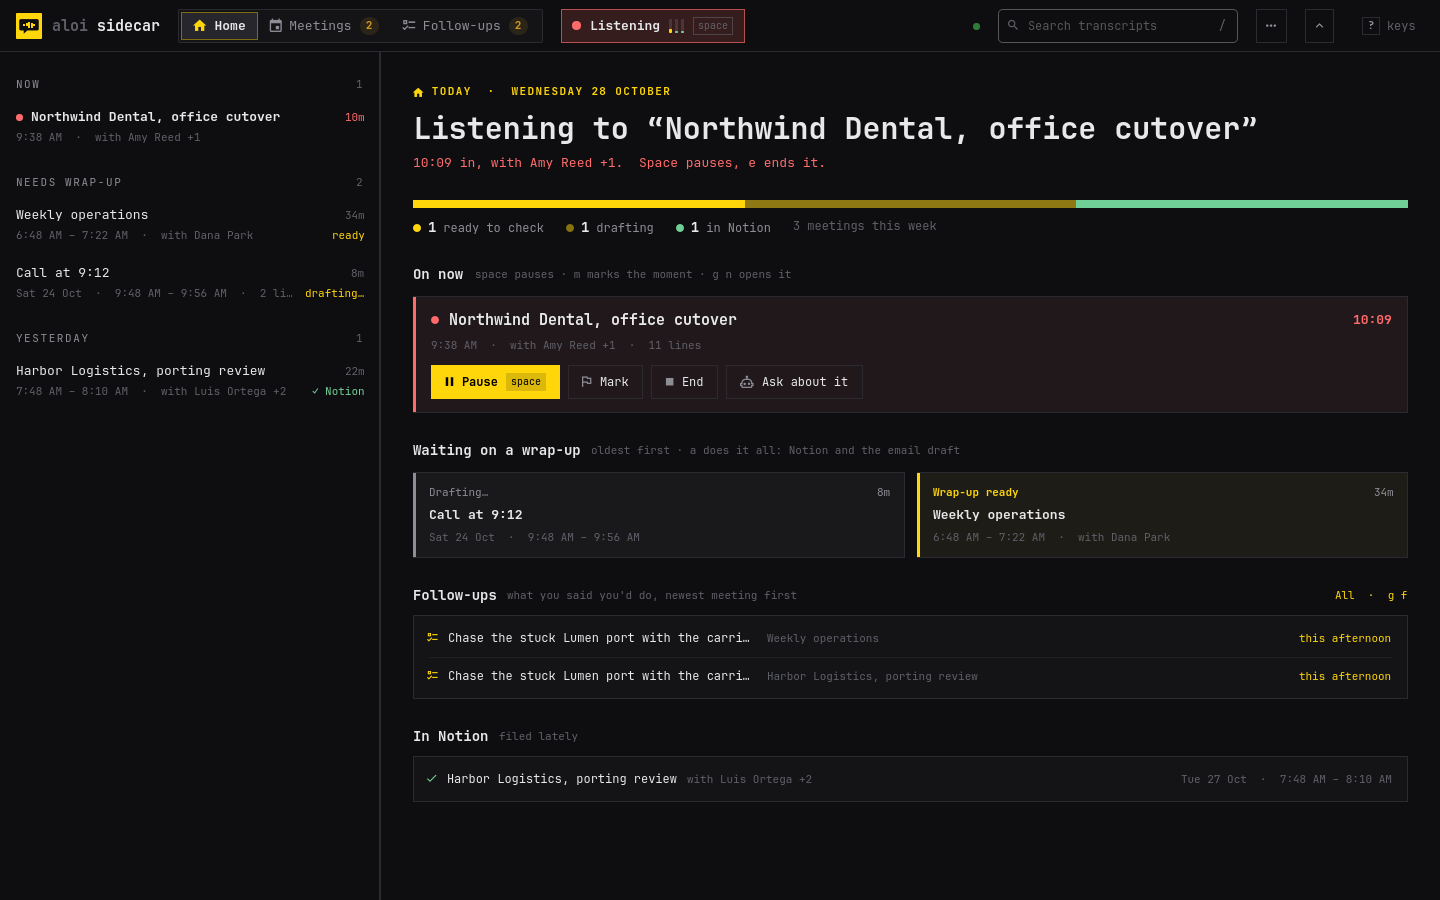 aloi sidecar
Home
Meetings 2
Follow-ups 2
Listening space
Search transcripts /
? keys
NOW 1
Northwind Dental, office cutover 10m
9:38 AM · with Amy Reed +1
NEEDS WRAP-UP 2
Weekly operations 34m
6:48 AM – 7:22 AM · with Dana Park ready
Call at 9:12 8m
Sat 24 Oct · 9:48 AM – 9:56 AM · 2 li… drafting…
YESTERDAY 1
Harbor Logistics, porting review 22m
7:48 AM – 8:10 AM · with Luis Ortega +2 Notion
TODAY · WEDNESDAY 28 OCTOBER
Listening to “Northwind Dental, office cutover”
10:09 in, with Amy Reed +1. Space pauses, e ends it.
1 ready to check 1 drafting 1 in Notion 3 meetings this week
On now space pauses · m marks the moment · g n opens it
Northwind Dental, office cutover 10:09
9:38 AM · with Amy Reed +1 · 11 lines
Pause space Mark End Ask about it
Waiting on a wrap-up oldest first · a does it all: Notion and the email draft
Drafting… 8m
Call at 9:12
Sat 24 Oct · 9:48 AM – 9:56 AM
Wrap-up ready 34m
Weekly operations
6:48 AM – 7:22 AM · with Dana Park
Follow-ups what you said you'd do, newest meeting first All · g f
Chase the stuck Lumen port with the carri… Weekly operations this afternoon
Chase the stuck Lumen port with the carri… Harbor Logistics, porting review this afternoon
In Notion filed lately
Harbor Logistics, porting review with Luis Ortega +2 Tue 27 Oct · 7:48 AM – 8:10 AM